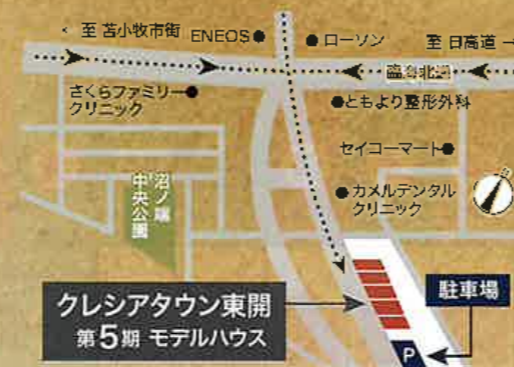 < 至 苫小牧市街
ENEOS
ローソン
至 日高道 →
臨海北通
さくらファミリー
クリニック
ともより整形外科
セイコーマート
カメルデンタル
クリニック
沼ノ端
中央公園
クレシアタウン東開
第5期 モデルハウス
駐車場
P